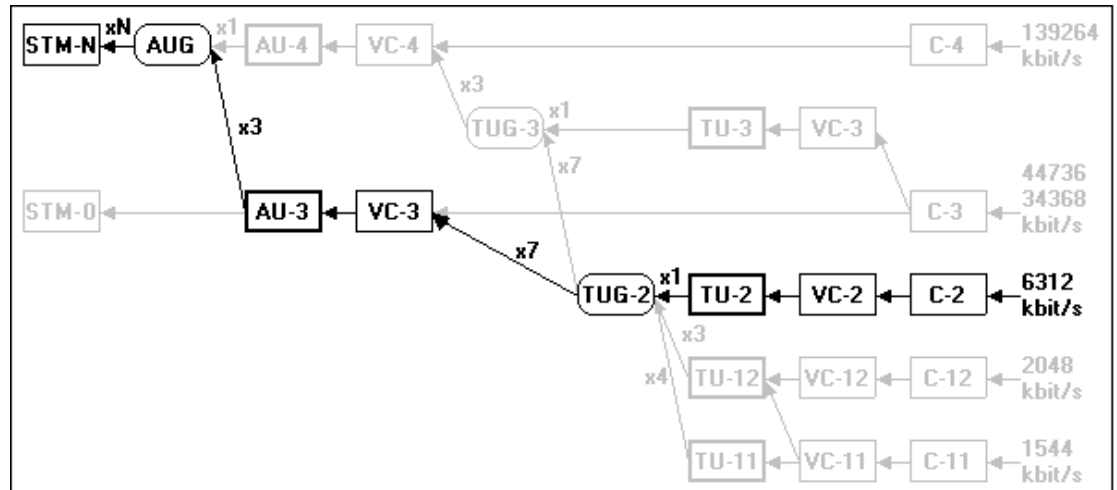 STM-N xN AUG x1 AU-4 VC-4 C-4 139264
kbit/s
x3
x3 TUG-3 x1 TU-3 VC-3
x7
44736
STM-0 AU-3 VC-3 C-3 34368
kbit/s
x7
TUG-2 x1 TU-2 VC-2 C-2 6312
kbit/s
x3
x4 TU-12 VC-12 C-12 2048
kbit/s
TU-11 VC-11 C-11 1544
kbit/s